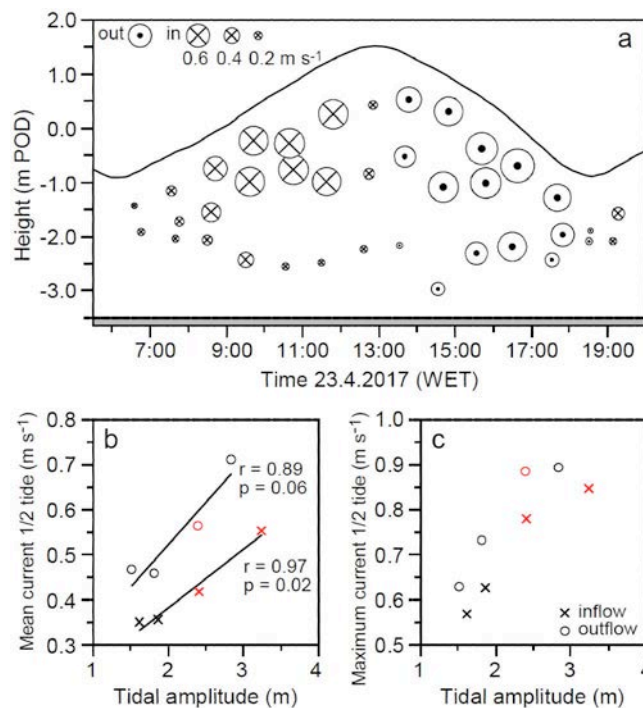 2.0
out in a
1.0 0.6 0.4 0.2 m s-1
0.0
-1.0
-2.0
-3.0
Height (m POD)
7:00 9:00 11:00 13:00 15:00 17:00 19:00
Time 23.4.2017 (WET)
0.8
b
0.7
r = 0.89
p = 0.06
0.6
0.5
r = 0.97
p = 0.02
0.4
0.3
Mean current 1/2 tide (m s-1)
1 2 3 4
Tidal amplitude (m)
1.0
c
0.9
0.8
0.7
0.6
inflow
outflow
0.5
Maximum current 1/2 tide (m s-1)
1 2 3 4
Tidal amplitude (m)